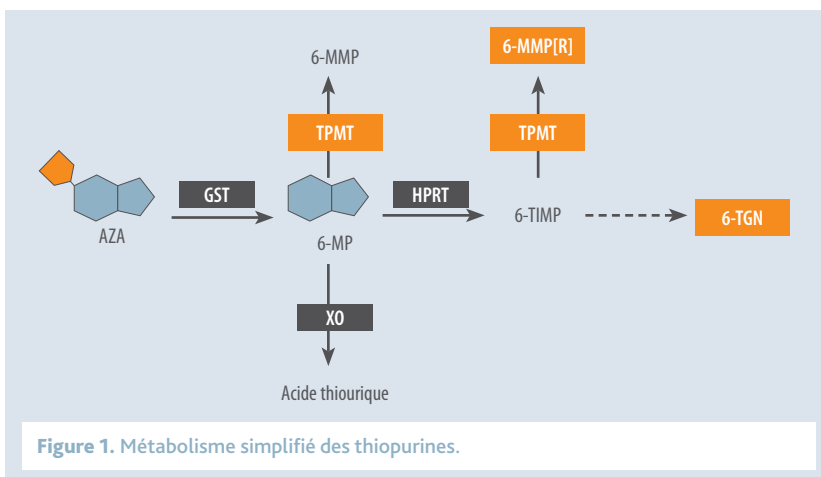 6-MMP[R]
6-MMP
TPMT
TPMT
GST
HPRT
AZA
6-MP
6-TIMP
6-TGN
XO
Acide thiourique
Figure 1. Métabolisme simplifié des thiopurines.